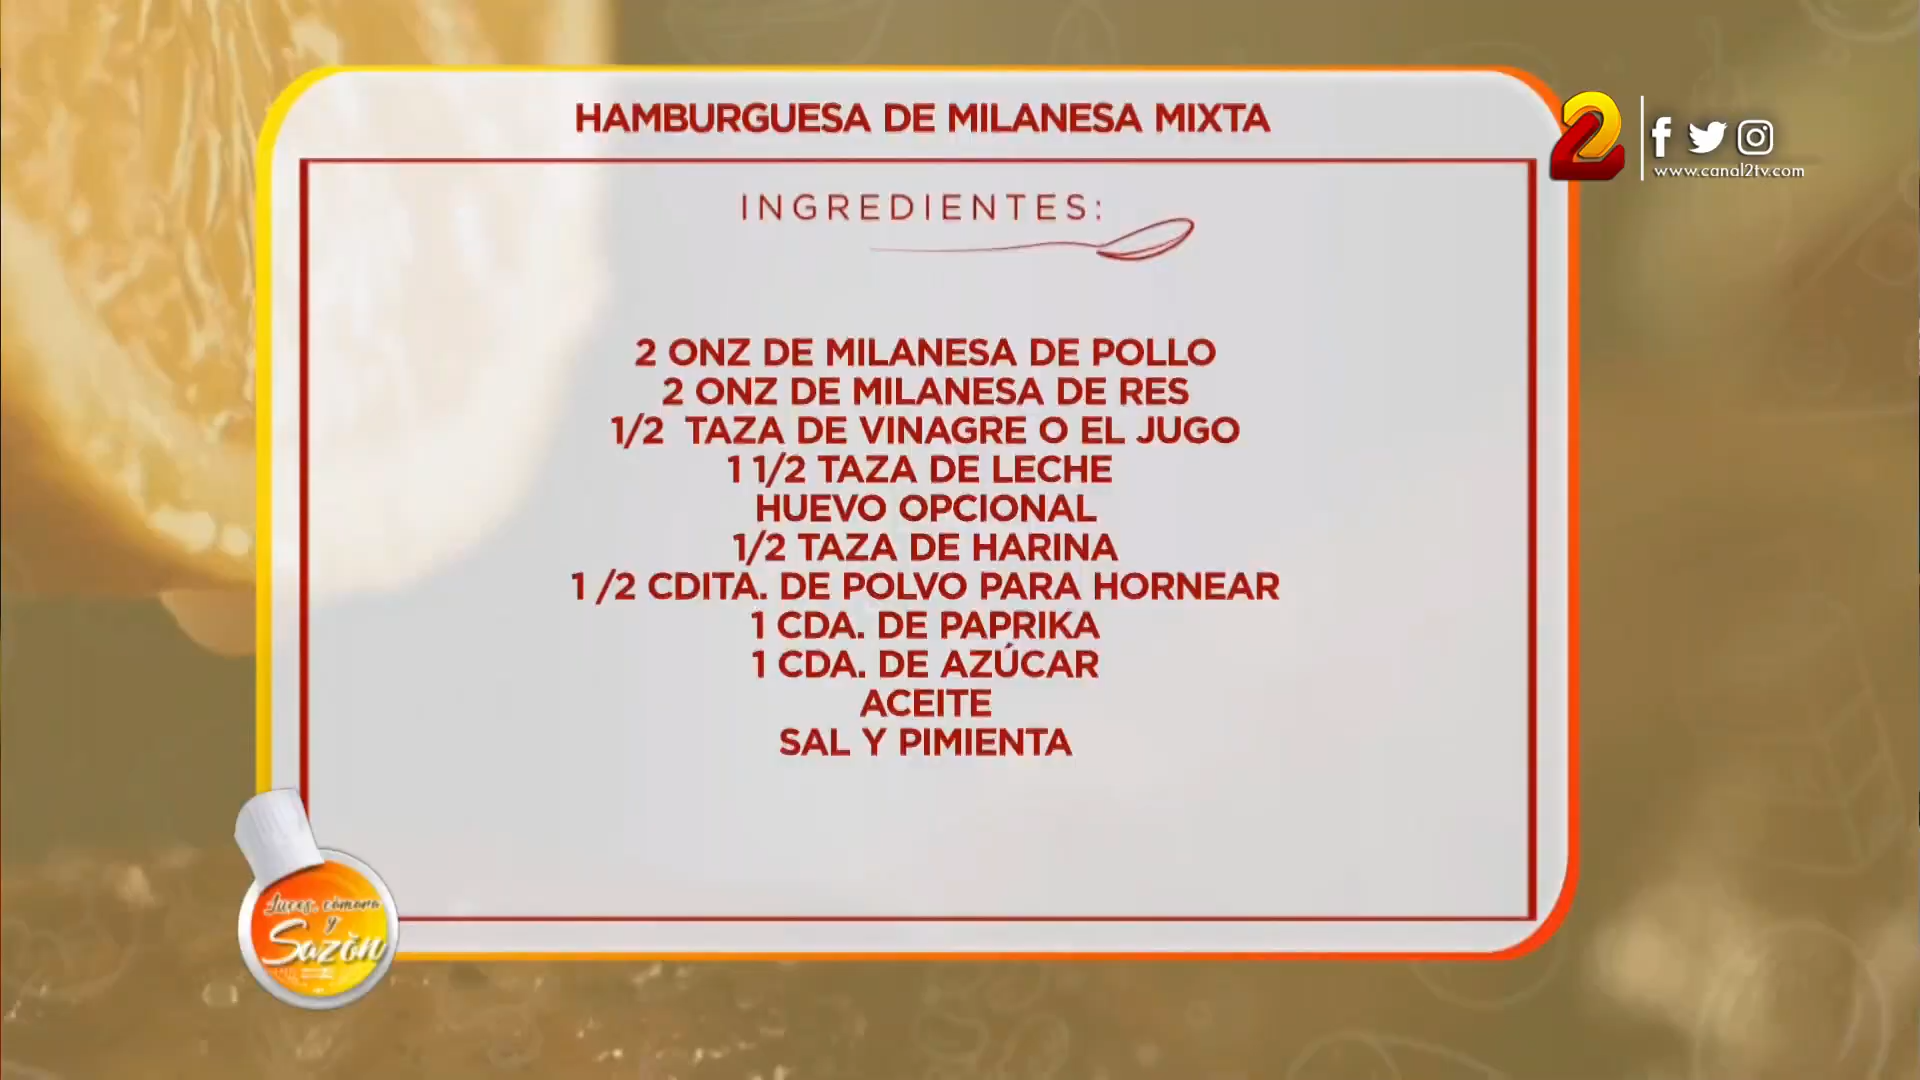 HAMBURGUESA DE MILANESA MIXTA
2
www.canal2tv.com
INGREDIENTES:
2 ONZ DE MILANESA DE POLLO
2 ONZ DE MILANESA DE RES
1/2 TAZA DE VINAGRE O EL JUGO
1 1/2 TAZA DE LECHE
HUEVO OPCIONAL
1/2 TAZA DE HARINA
1 /2 CDITA. DE POLVO PARA HORNEAR
1 CDA. DE PAPRIKA
1 CDA. DE AZÚCAR
ACEITE
SAL Y PIMIENTA
Luces, cámara
y
Sazón